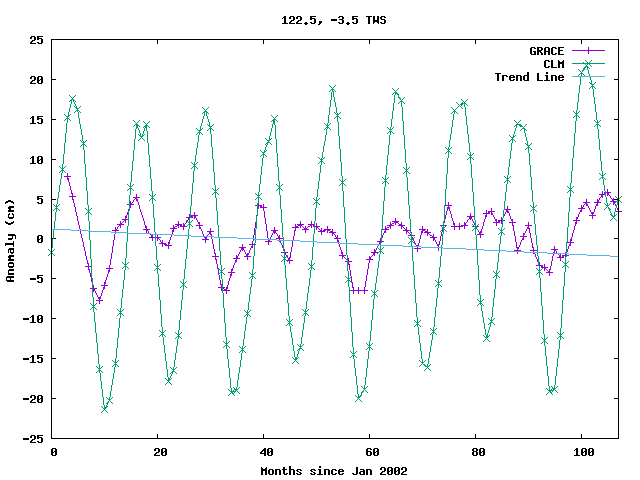 122.5, -3.5 TWS
GRACE
CLM
Trend Line
25
20
15
10
5
0
-5
-10
-15
-20
-25
Anomaly (cm)
0 20 40 60 80 100
Months since Jan 2002